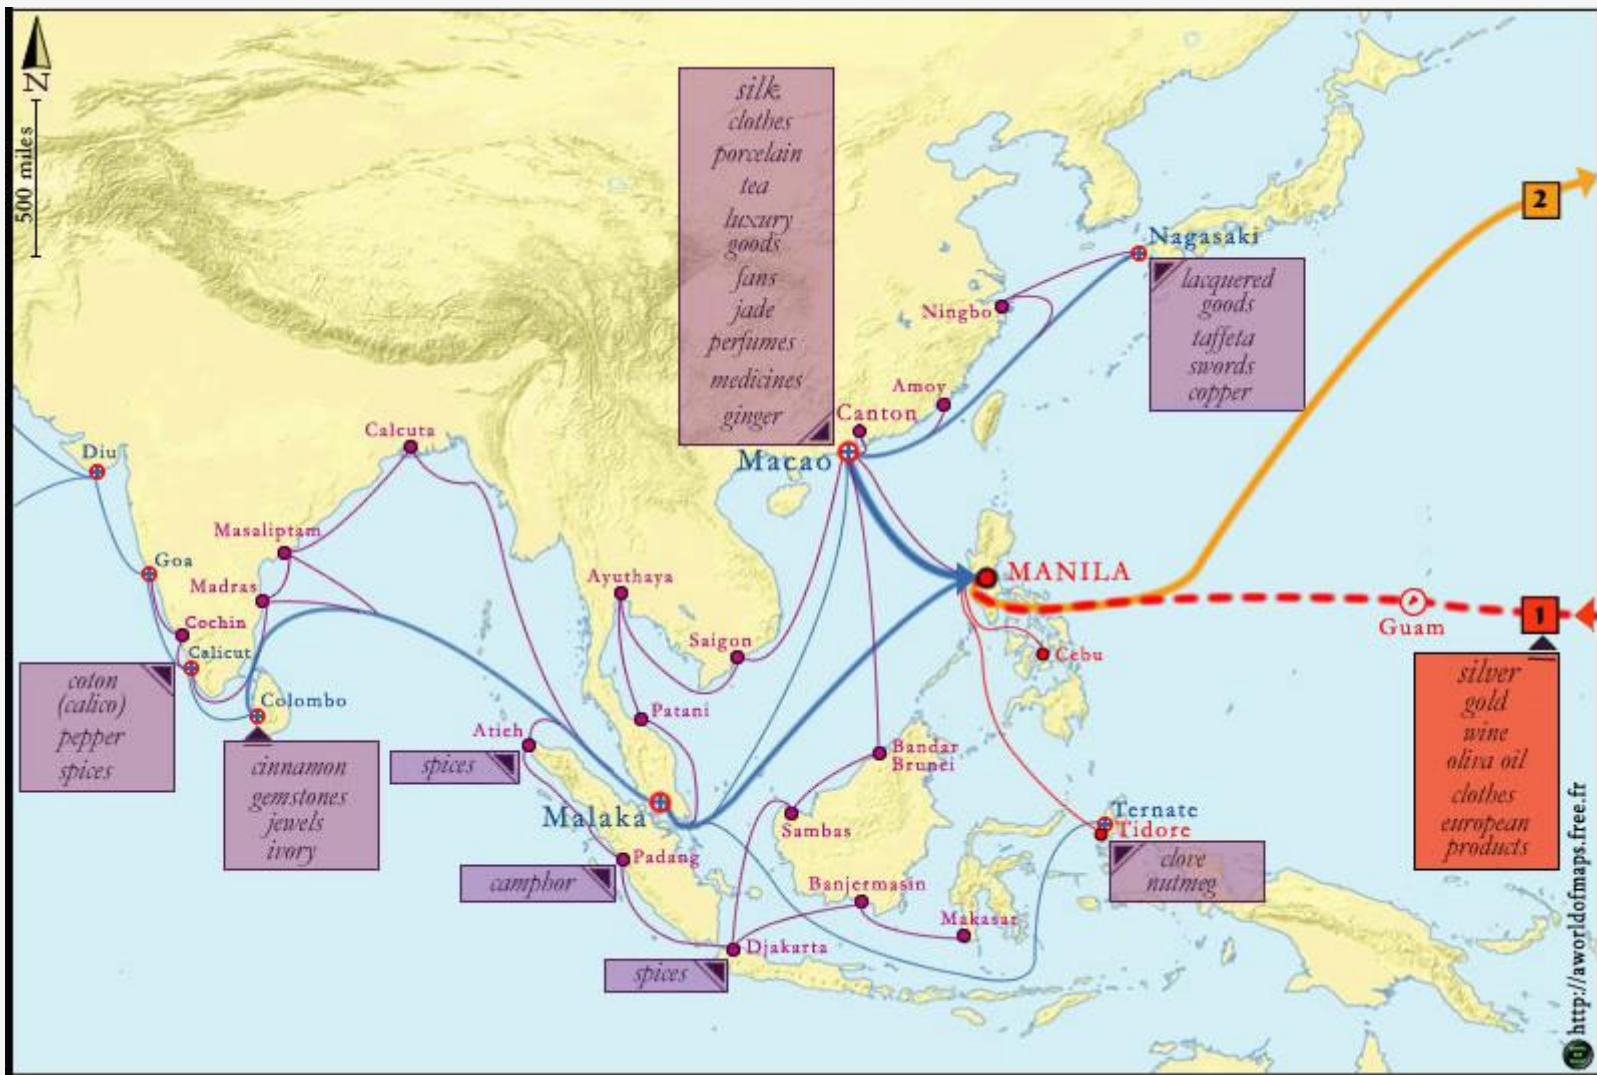 N
500 miles
silk
clothes
porcelain
tea
luxury
goods
fans
jade
perfumes
medicines
ginger
2
Nagasaki
lacquered
goods
taffeta
swords
copper
Ningbo
Amoy
Canton
Macao
Diu
Calcuta
Masaliptam
Goa
Madras
Cochin
Calicut
Colombo
coton
(calico)
pepper
spices
cinnamon
gemstones
jewels
ivory
Ayuthaya
Saigon
Patani
MANILA
Cebu
Guam
1
silver
gold
wine
oliva oil
clothes
european
products
Atieh
spices
Malaka
Padang
camphor
Bandar
Brunei
Sambas
Banjermasin
Makasar
Djakarta
spices
Ternate
Tidore
clove
nutmeg
http://aworldofmaps.free.fr